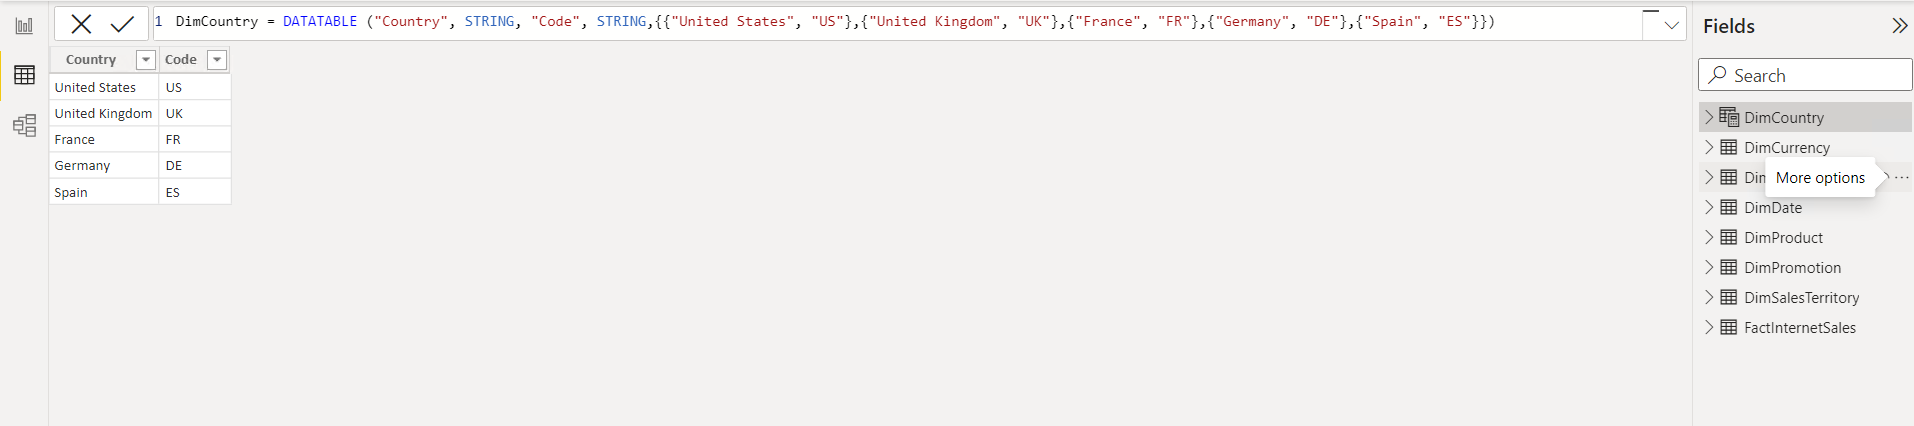 1 DimCountry = DATATABLE ("Country", STRING, "Code", STRING,{{"United States", "US"},{"United Kingdom", "UK"},{"France", "FR"},{"Germany", "DE"},{"Spain", "ES"}})
Country Code
United States US
United Kingdom UK
France FR
Germany DE
Spain ES
Fields
Search
DimCountry
DimCurrency
Dim
More options
DimDate
DimProduct
DimPromotion
DimSalesTerritory
FactInternetSales